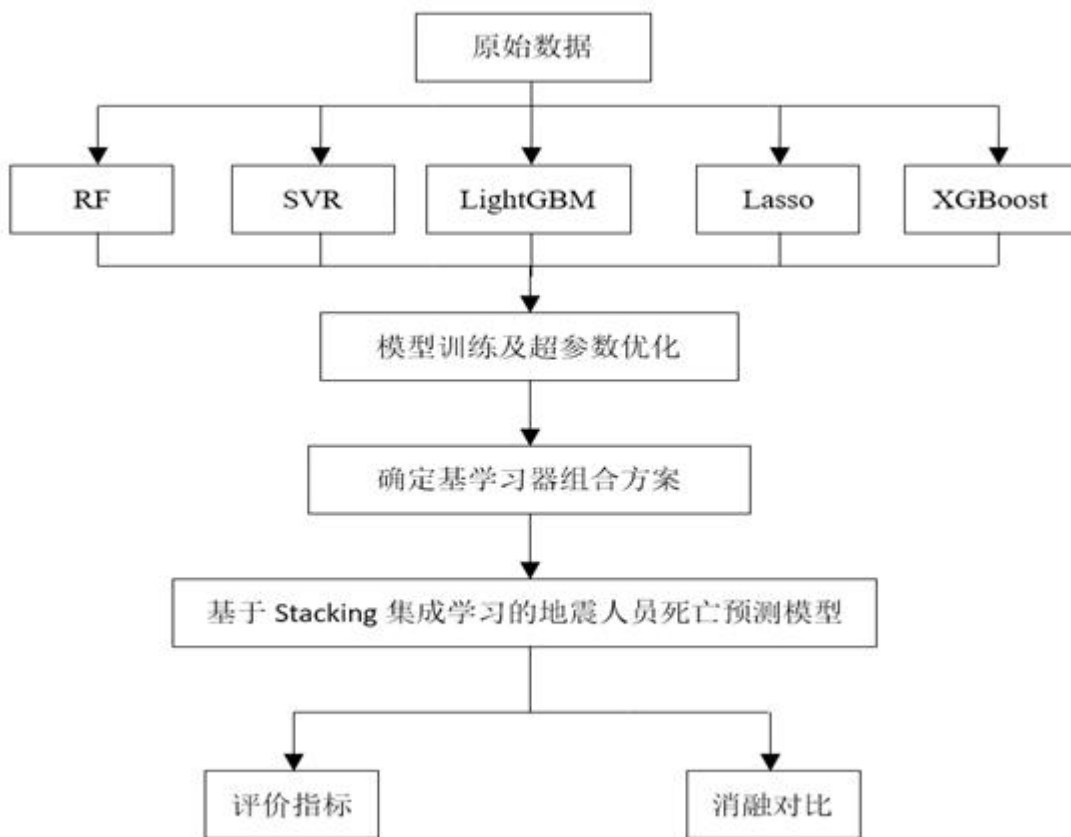 原始数据
RF
SVR
LightGBM
Lasso
XGBoost
模型训练及超参数优化
确定基学习器组合方案
基于 Stacking 集成学习的地震人员死亡预测模型
评价指标
消融对比